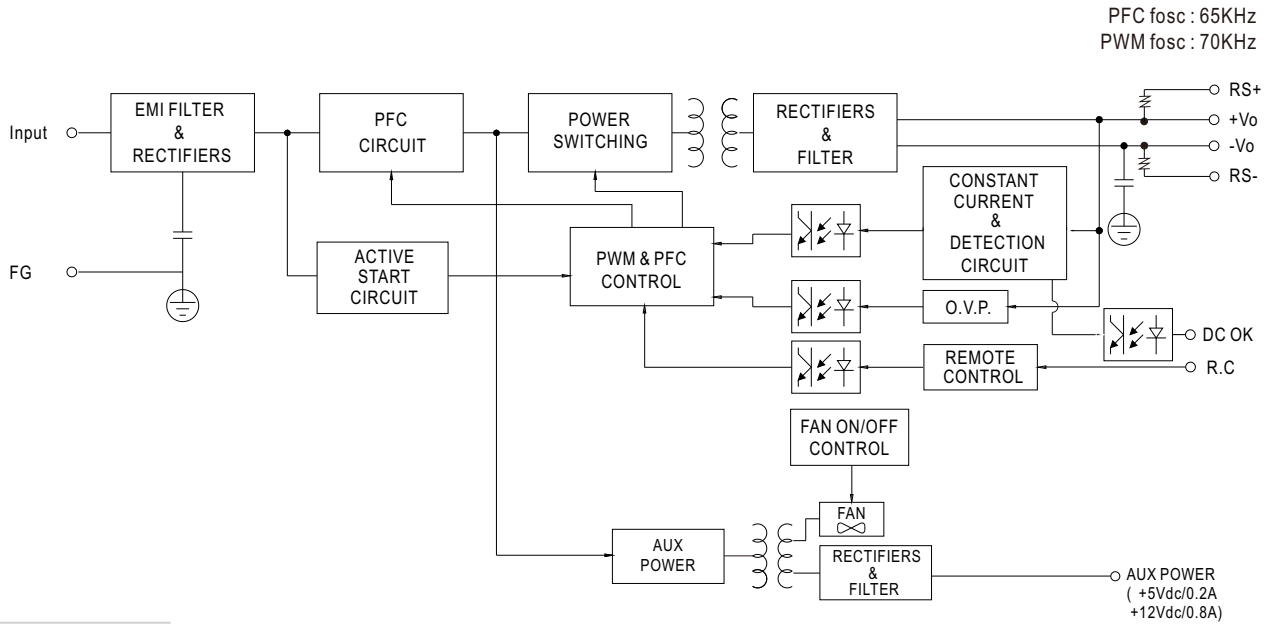 PFC fosc : 65KHz
PWM fosc : 70KHz
EMI FILTER
&
RECTIFIERS
PFC
CIRCUIT
POWER
SWITCHING
RECTIFIERS
&
FILTER
RS+
+Vo
-Vo
RS-
Input
FG
ACTIVE
START
CIRCUIT
PWM & PFC
CONTROL
CONSTANT
CURRENT
&
DETECTION
CIRCUIT
O.V.P.
DC OK
REMOTE
CONTROL
R.C
FAN ON/OFF
CONTROL
FAN
AUX
POWER
RECTIFIERS
&
FILTER
AUX POWER
( +5Vdc/0.2A
+12Vdc/0.8A)